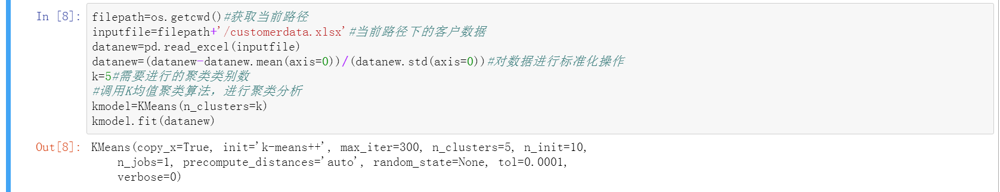 In [8]:
filepath=os.getcwd()#获取当前路径
inputfile=filepath+'/customerdata.xlsx'#当前路径下的客户数据
datanew=pd.read_excel(inputfile)
datanew=(datanew-datanew.mean(axis=0))/(datanew.std(axis=0))#对数据进行标准化操作
k=5#需要进行的聚类类别数
#调用K均值聚类算法，进行聚类分析
kmodel=KMeans(n_clusters=k)
kmodel.fit(datanew)
Out[8]:
KMeans(copy_x=True, init='k-means++', max_iter=300, n_clusters=5, n_init=10,
n_jobs=1, precompute_distances='auto', random_state=None, tol=0.0001,
verbose=0)